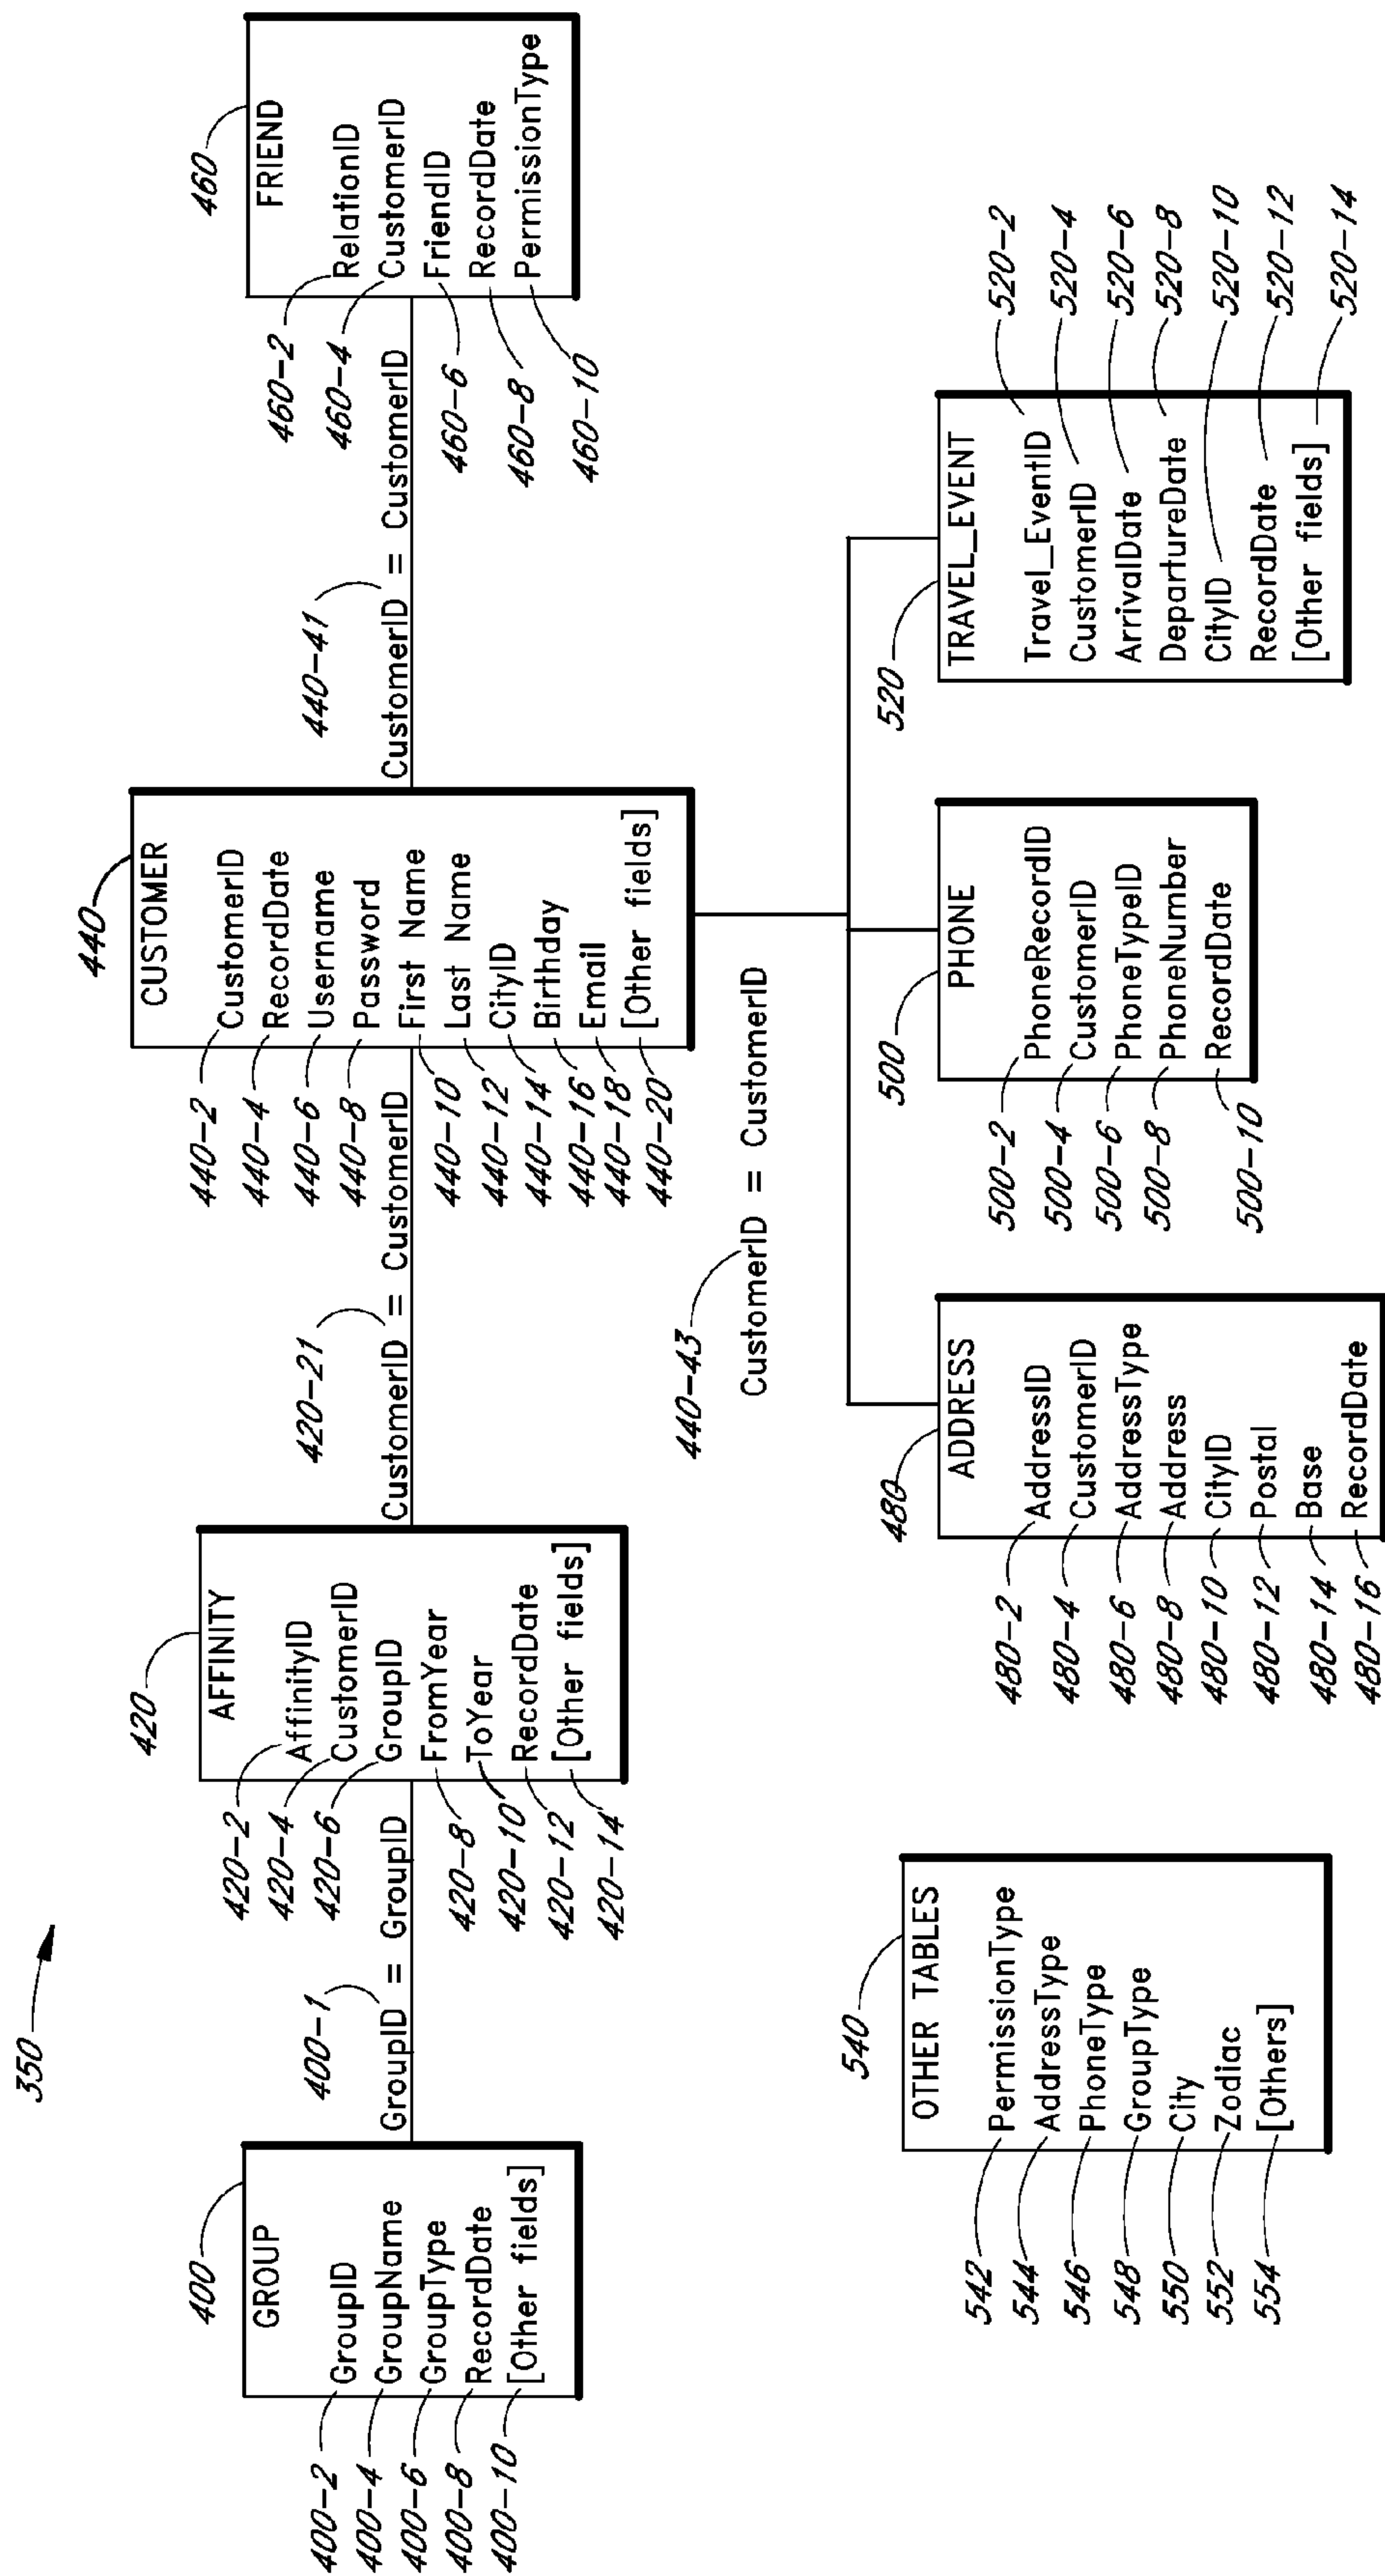 350
400
GROUP
400-2 GroupID
400-4 GroupName
400-6 GroupType
400-8 RecordDate
400-10 [Other fields]
400-1
GroupID = GroupID
420
AFFINITY
420-2 AffinityID
420-4 CustomerID
420-6 GroupID
420-8 FromYear
420-10 ToYear
420-12 RecordDate
420-14 [Other fields]
420-21
CustomerID = CustomerID
440
CUSTOMER
440-2 CustomerID
440-4 RecordDate
440-6 Username
440-8 Password
440-10 First Name
440-12 Last Name
440-14 CityID
440-16 Birthday
440-18 Email
440-20 [Other fields]
440-41
CustomerID = CustomerID
460
FRIEND
460-2 RelationID
460-4 CustomerID
460-6 FriendID
460-8 RecordDate
460-10 PermissionType
440-43
CustomerID = CustomerID
540
OTHER TABLES
542 PermissionType
544 AddressType
546 PhoneType
548 GroupType
550 City
552 Zodiac
554 [Others]
480
ADDRESS
480-2 AddressID
480-4 CustomerID
480-6 AddressType
480-8 Address
480-10 CityID
480-12 Postal
480-14 Base
480-16 RecordDate
500
PHONE
500-2 PhoneRecordID
500-4 CustomerID
500-6 PhoneTypeID
500-8 PhoneNumber
500-10 RecordDate
520
TRAVEL_EVENT
Travel_EventID 520-2
CustomerID 520-4
ArrivalDate 520-6
DepartureDate 520-8
CityID 520-10
RecordDate 520-12
[Other fields] 520-14